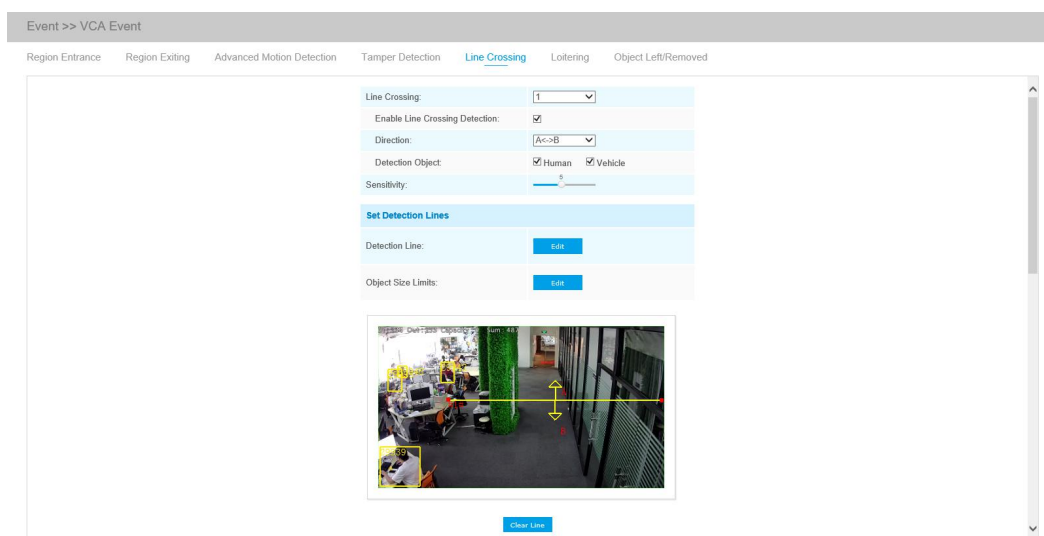 Event >> VCA Event
Region Entrance Region Exiting Advanced Motion Detection Tamper Detection Line Crossing Loitering Object Left/Removed
Line Crossing: 1
Enable Line Crossing Detection:
Direction: A<->B
Detection Object: Human Vehicle
Sensitivity: 5
Set Detection Lines
Detection Line: Edit
Object Size Limits: Edit
Sum: 487
Clear Line